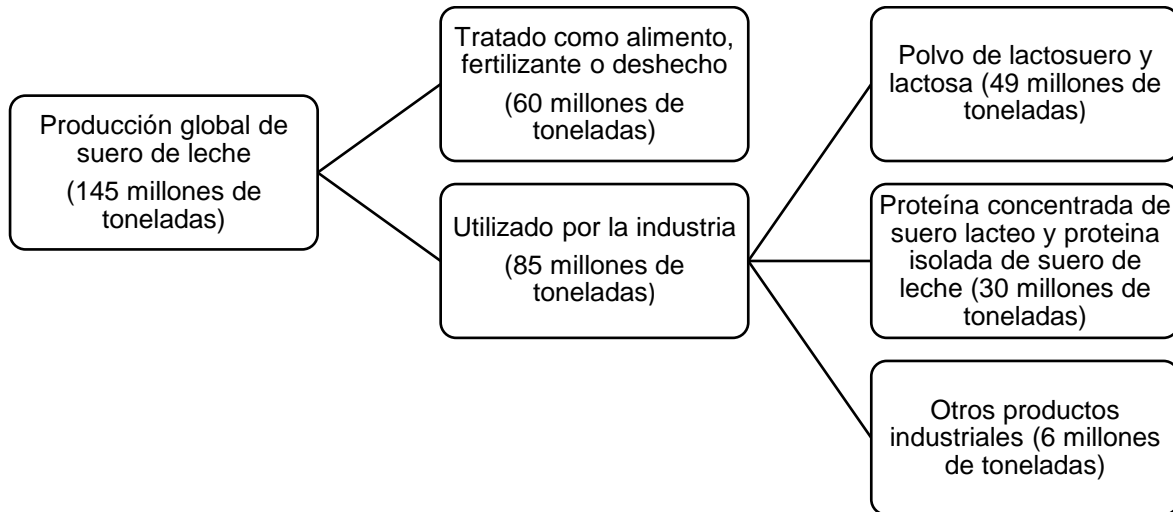 Producción global de
suero de leche
(145 millones de
toneladas)
Tratado como alimento,
fertilizante o deshecho
(60 millones de
toneladas)
Utilizado por la industria
(85 millones de
toneladas)
Polvo de lactosuero y
lactosa (49 millones de
toneladas)
Proteína concentrada de
suero lacteo y proteina
isolada de suero de
leche (30 millones de
toneladas)
Otros productos
industriales (6 millones
de toneladas)